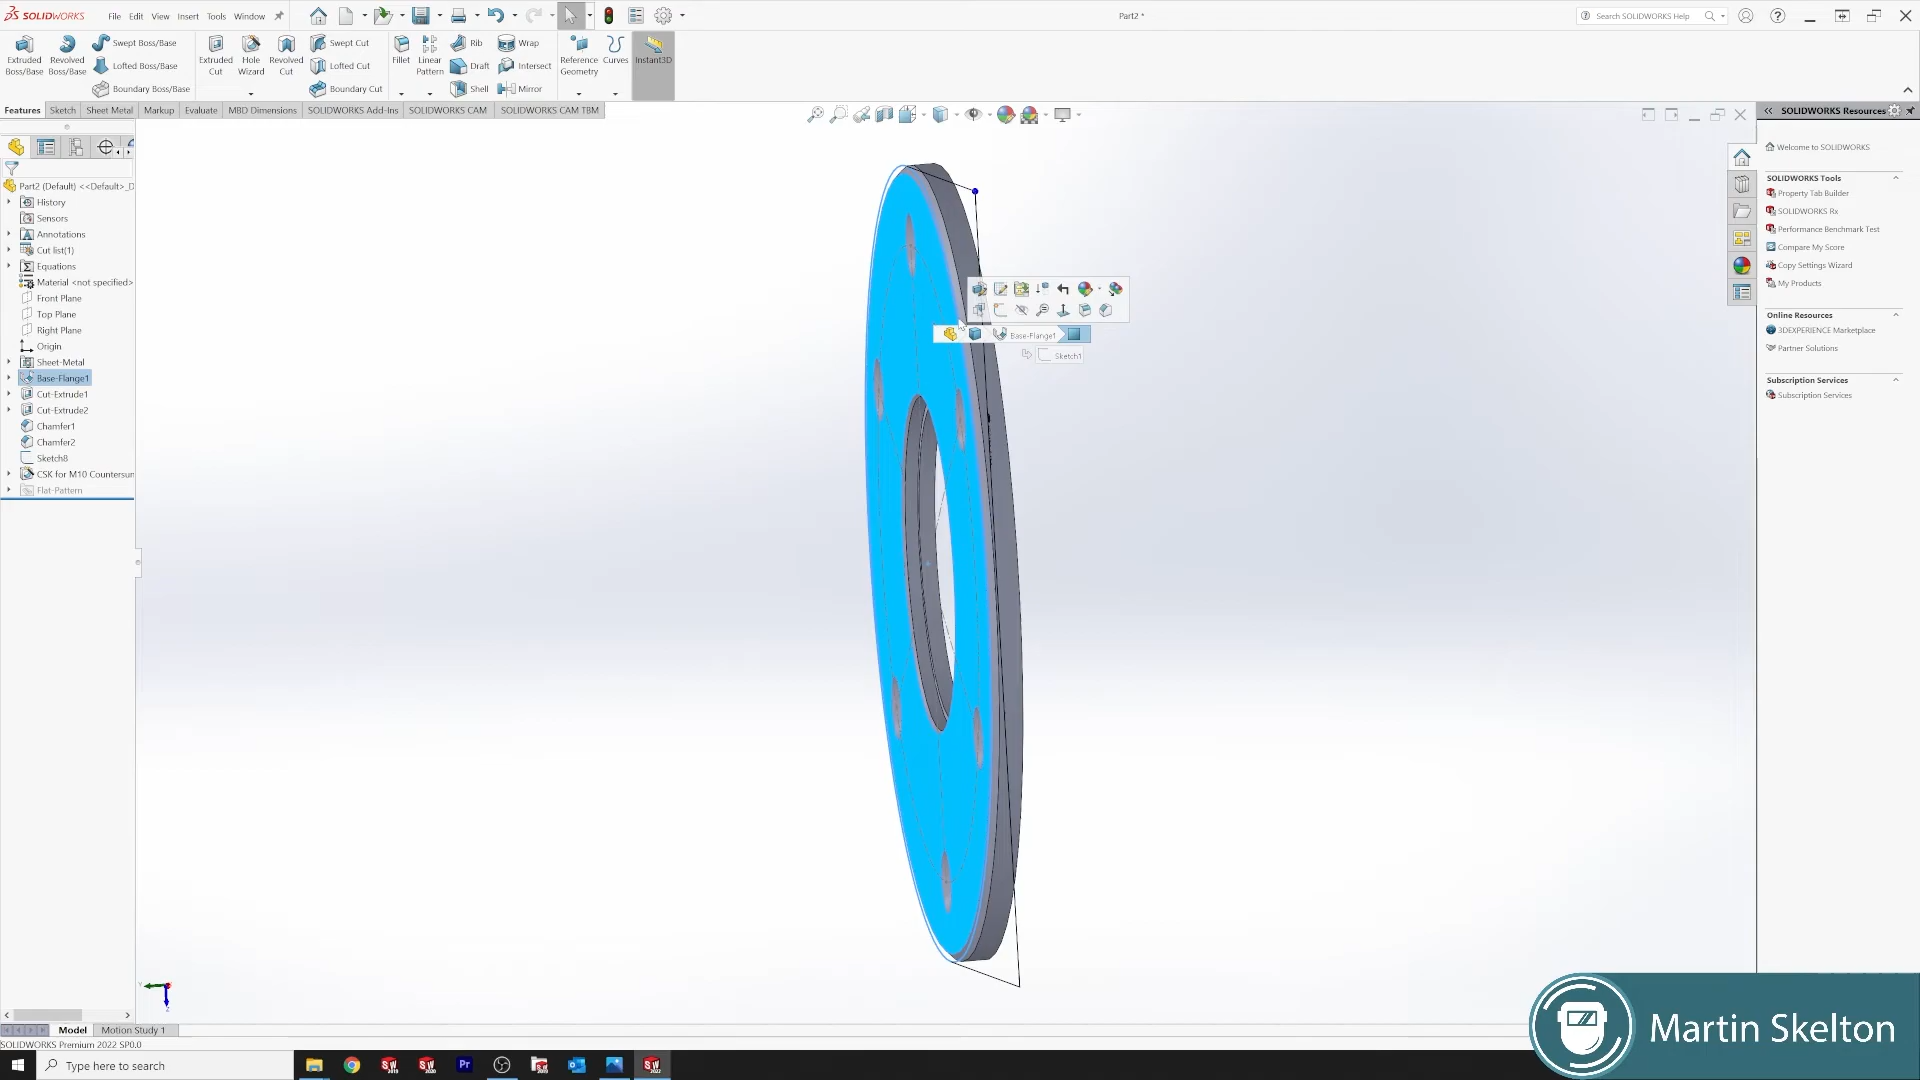 SOLIDWORKS File Edit View Insert Tools Window
Part2 *
Search SOLIDWORKS Help
Extruded Boss/Base
Revolved Boss/Base
Swept Boss/Base
Lofted Boss/Base
Boundary Boss/Base
Extruded Cut
Hole Wizard
Revolved Cut
Swept Cut
Lofted Cut
Boundary Cut
Fillet
Linear Pattern
Rib
Draft
Shell
Wrap
Intersect
Mirror
Reference Geometry
Curves
Instant3D
Features Sketch Sheet Metal Markup Evaluate MBD Dimensions SOLIDWORKS Add-Ins SOLIDWORKS CAM SOLIDWORKS CAM TBM
Part2 (Default) <<Default>_D
History
Sensors
Annotations
Cut list(1)
Equations
Material <not specified>
Front Plane
Top Plane
Right Plane
Origin
Sheet-Metal
Base-Flange1
Cut-Extrude1
Cut-Extrude2
Chamfer1
Chamfer2
Sketch8
CSK for M10 Countersun
Flat-Pattern
Base-Flange1
Sketch1
SOLIDWORKS Resources
Welcome to SOLIDWORKS
SOLIDWORKS Tools
Property Tab Builder
SOLIDWORKS Rx
Performance Benchmark Test
Compare My Score
Copy Settings Wizard
My Products
Online Resources
3DEXPERIENCE Marketplace
Partner Solutions
Subscription Services
Subscription Services
Model Motion Study 1
SOLIDWORKS Premium 2022 SP0.0
Type here to search
Martin Skelton